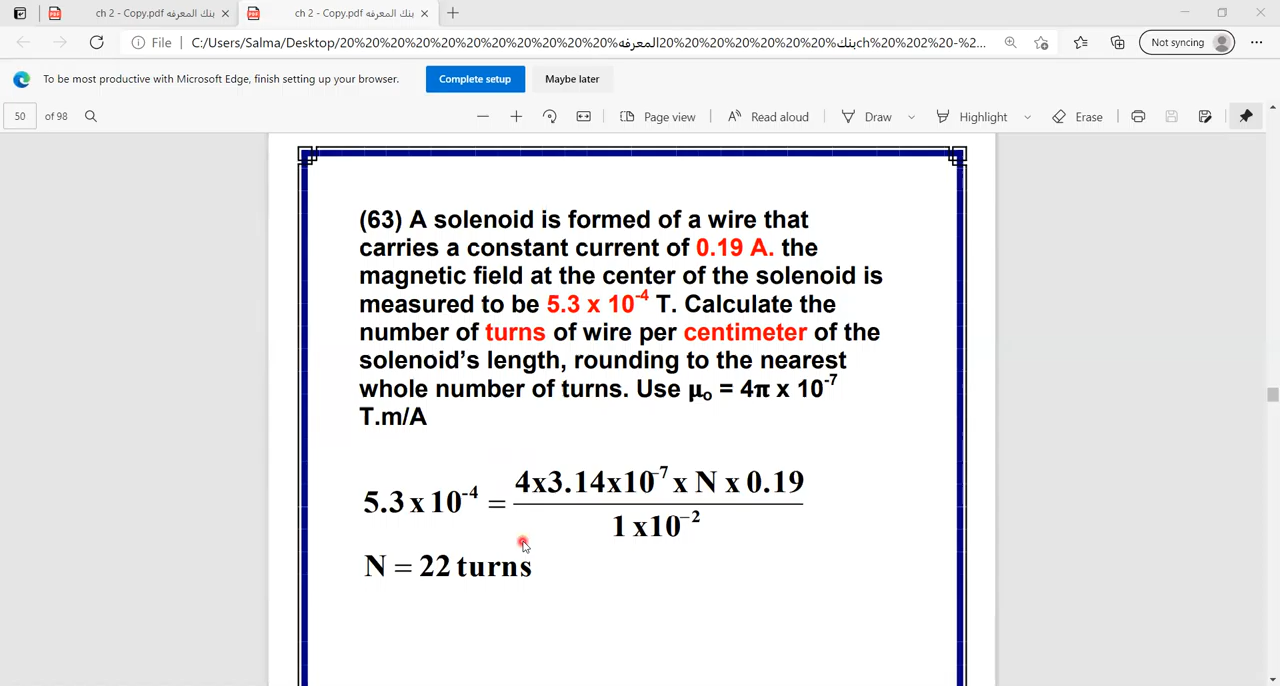 ch 2 - Copy.pdf بنك المعرفه
ch 2 - Copy.pdf بنك المعرفه
File C:/Users/Salma/Desktop/20%20%20%20%20%20%20%20%20%20%20المعرفه%20%20%20%20%20%20بنكch%20%202%20-%2...
Not syncing
To be most productive with Microsoft Edge, finish setting up your browser.
Complete setup
Maybe later
50 of 98
Page view
Read aloud
Draw
Highlight
Erase
(63) A solenoid is formed of a wire that
carries a constant current of 0.19 A. the
magnetic field at the center of the solenoid is
measured to be 5.3 x 10⁻⁴ T. Calculate the
number of turns of wire per centimeter of the
solenoid’s length, rounding to the nearest
whole number of turns. Use μₒ = 4π x 10⁻⁷
T.m/A
5.3 x 10⁻⁴ = 4x3.14x10⁻⁷ x N x 0.19
1 x10⁻²
N = 22 turns